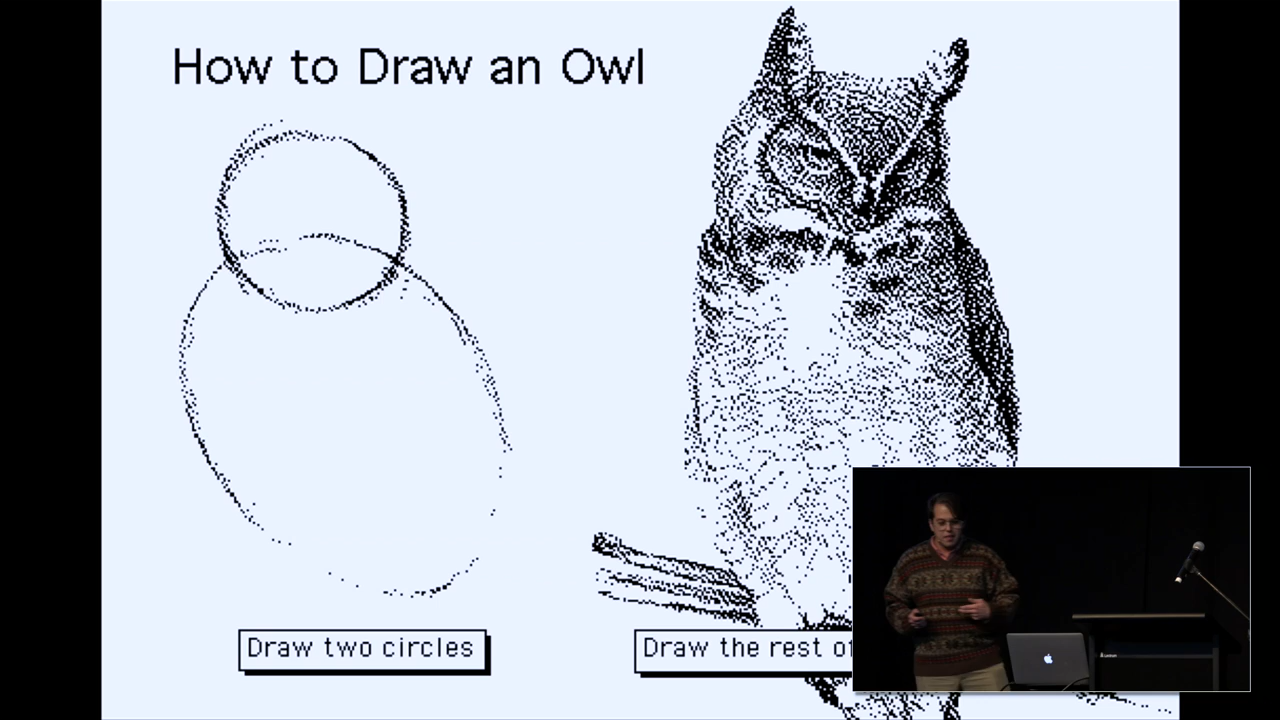 How to Draw an Owl
Draw two circles
Draw the rest of